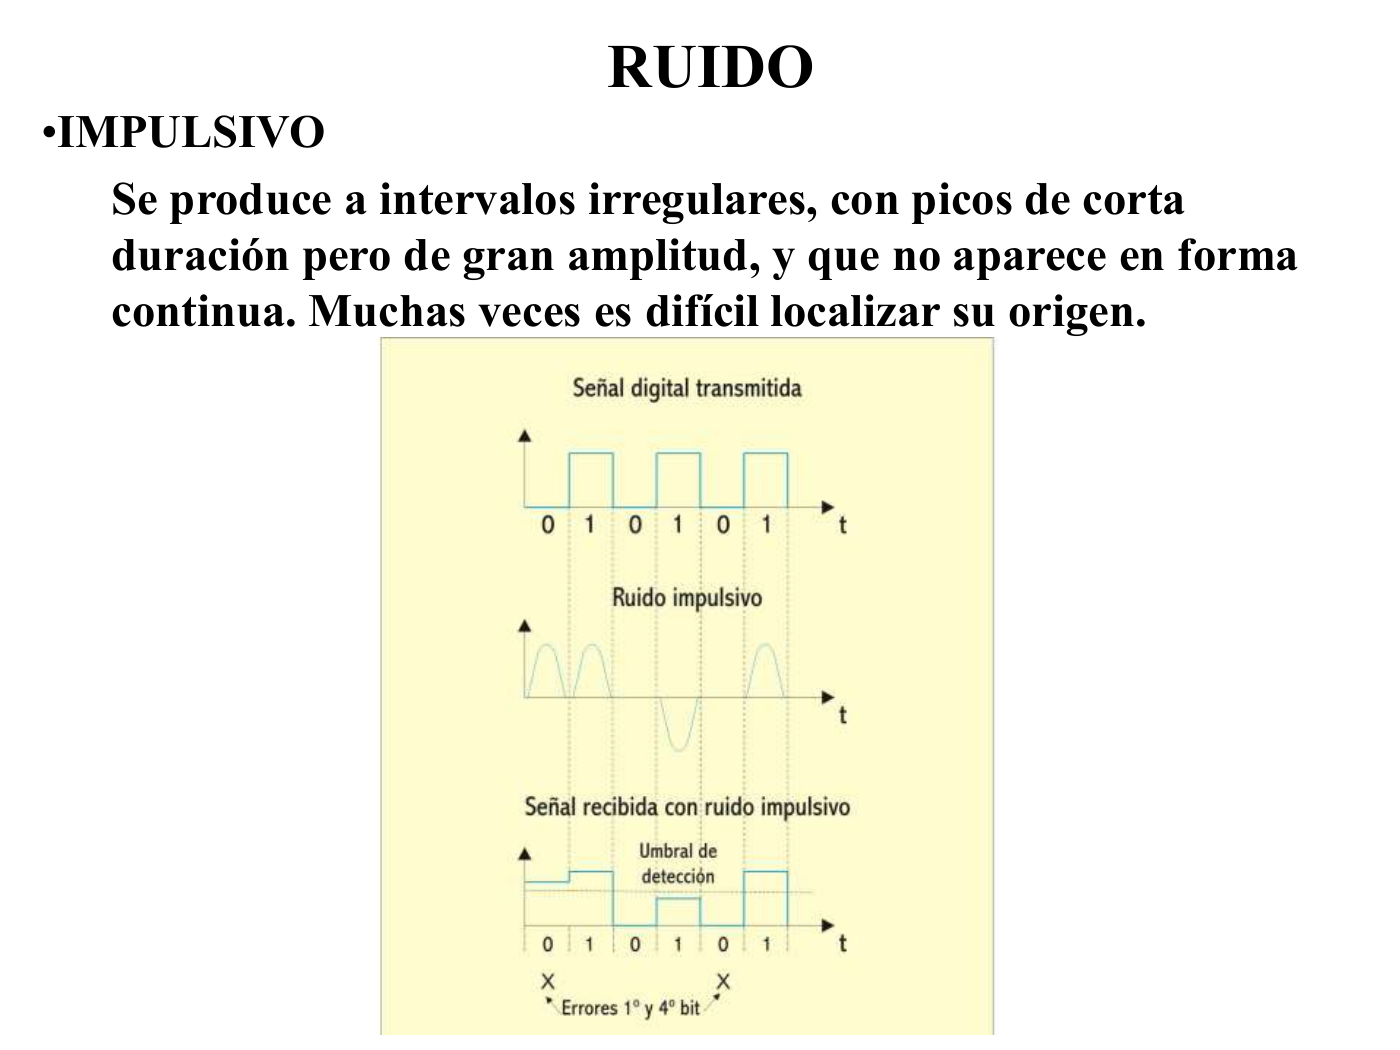 RUIDO
•IMPULSIVO
Se produce a intervalos irregulares, con picos de corta
duración pero de gran amplitud, y que no aparece en forma
continua. Muchas veces es difícil localizar su origen.
Señal digital transmitida
0 1 0 1 0 1 t
Ruido impulsivo
t
Señal recibida con ruido impulsivo
Umbral de
detección
0 1 0 1 0 1 t
X X
Errores 1º y 4º bit